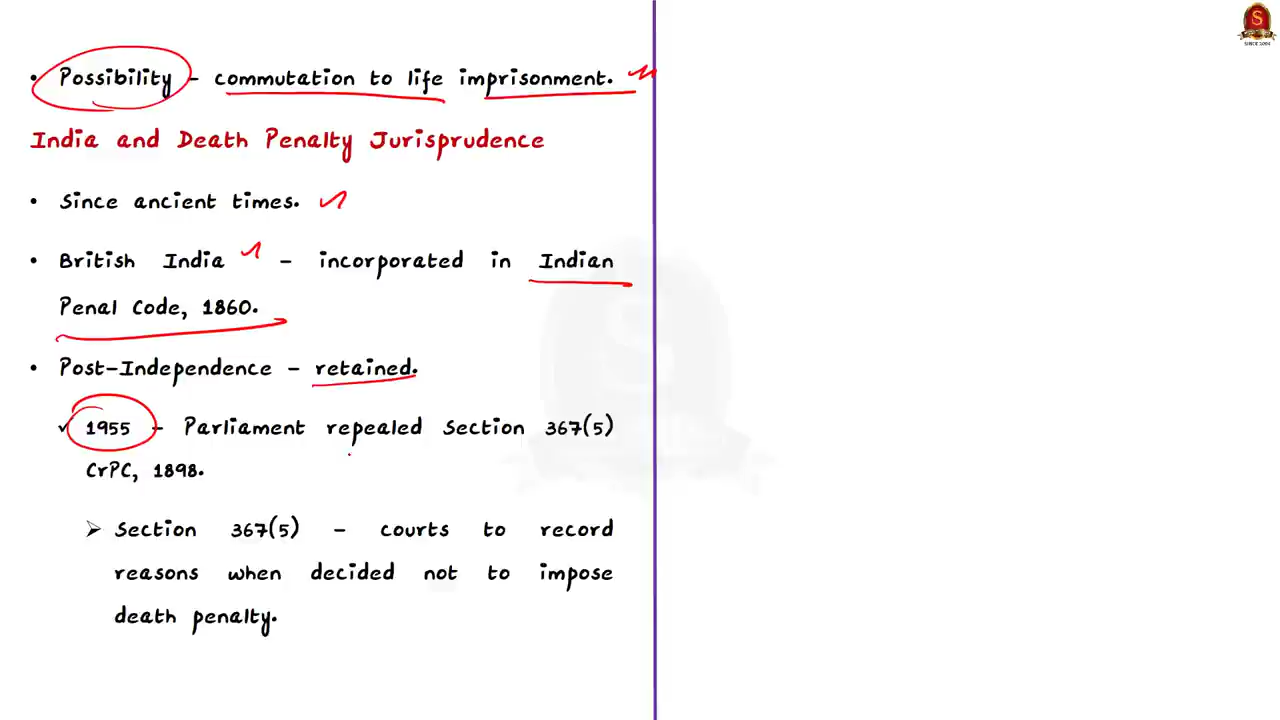 • Possibility – commutation to life imprisonment.
India and Death Penalty Jurisprudence
• Since ancient times.
• British India – incorporated in Indian
Penal Code, 1860.
• Post-Independence – retained.
✓ 1955 – Parliament repealed Section 367(5)
CrPC, 1898.
➢ Section 367(5) – courts to record
reasons when decided not to impose
death penalty.
S
SINCE 2004